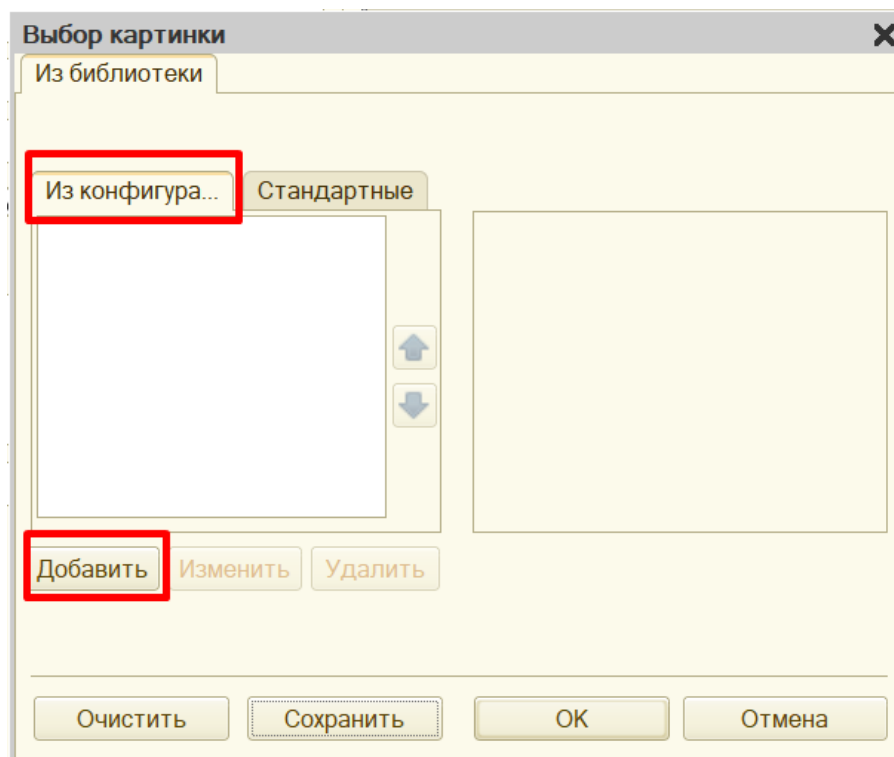 Выбор картинки
Из библиотеки
Из конфигура... Стандартные
Добавить Изменить Удалить
Очистить Сохранить OK Отмена